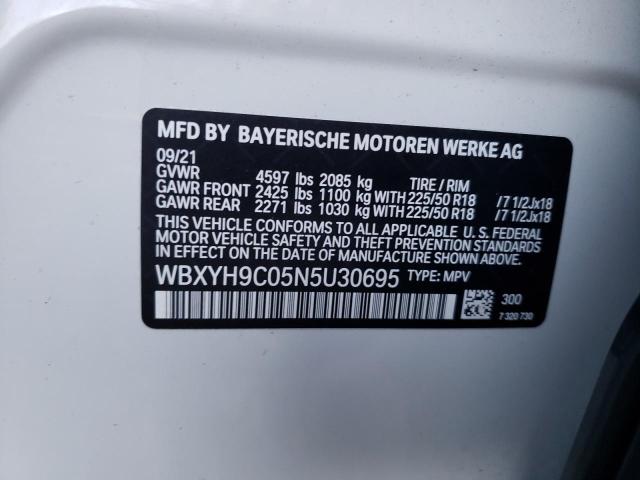 MFD BY BAYERISCHE MOTOREN WERKE AG
09/21
GVWR 4597 lbs 2085 kg TIRE / RIM
GAWR FRONT 2425 lbs 1100 kg WITH 225/50 R18 /7 1/2Jx18
GAWR REAR 2271 lbs 1030 kg WITH 225/50 R18 /7 1/2Jx18
THIS VEHICLE CONFORMS TO ALL APPLICABLE U.S. FEDERAL
MOTOR VEHICLE SAFETY AND THEFT PREVENTION STANDARDS
IN EFFECT ON THE DATE OF MANUFACTURE SHOWN ABOVE.
WBXYH9C05N5U30695 TYPE: MPV
300
7 320 730